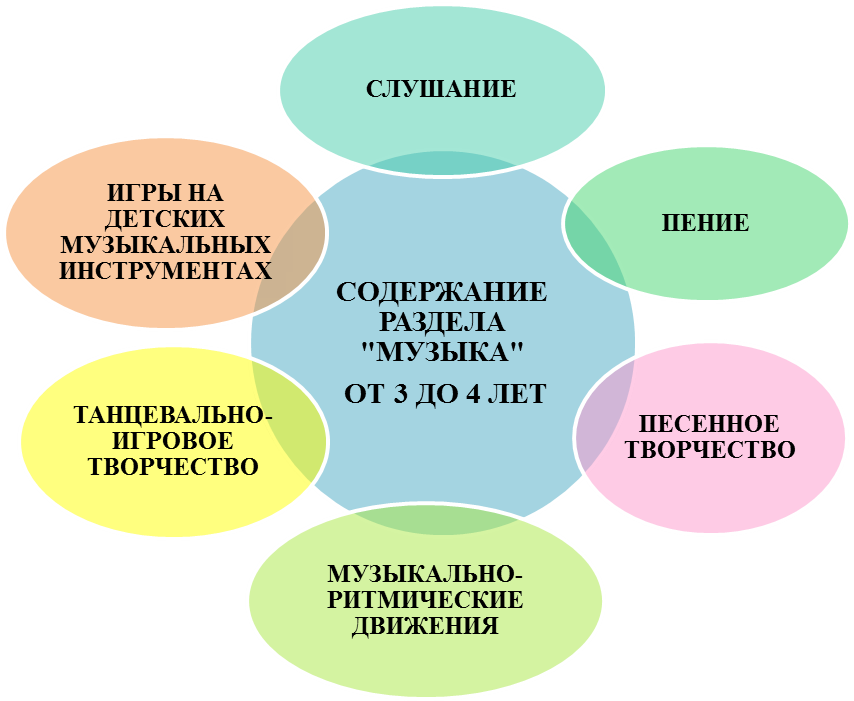 СЛУШАНИЕ
ПЕНИЕ
ПЕСЕННОЕ
ТВОРЧЕСТВО
МУЗЫКАЛЬНО-
РИТМИЧЕСКИЕ
ДВИЖЕНИЯ
ТАНЦЕВАЛЬНО-
ИГРОВОЕ
ТВОРЧЕСТВО
ИГРЫ НА
ДЕТСКИХ
МУЗЫКАЛЬНЫХ
ИНСТРУМЕНТАХ
СОДЕРЖАНИЕ
РАЗДЕЛА
"МУЗЫКА"
ОТ 3 ДО 4 ЛЕТ